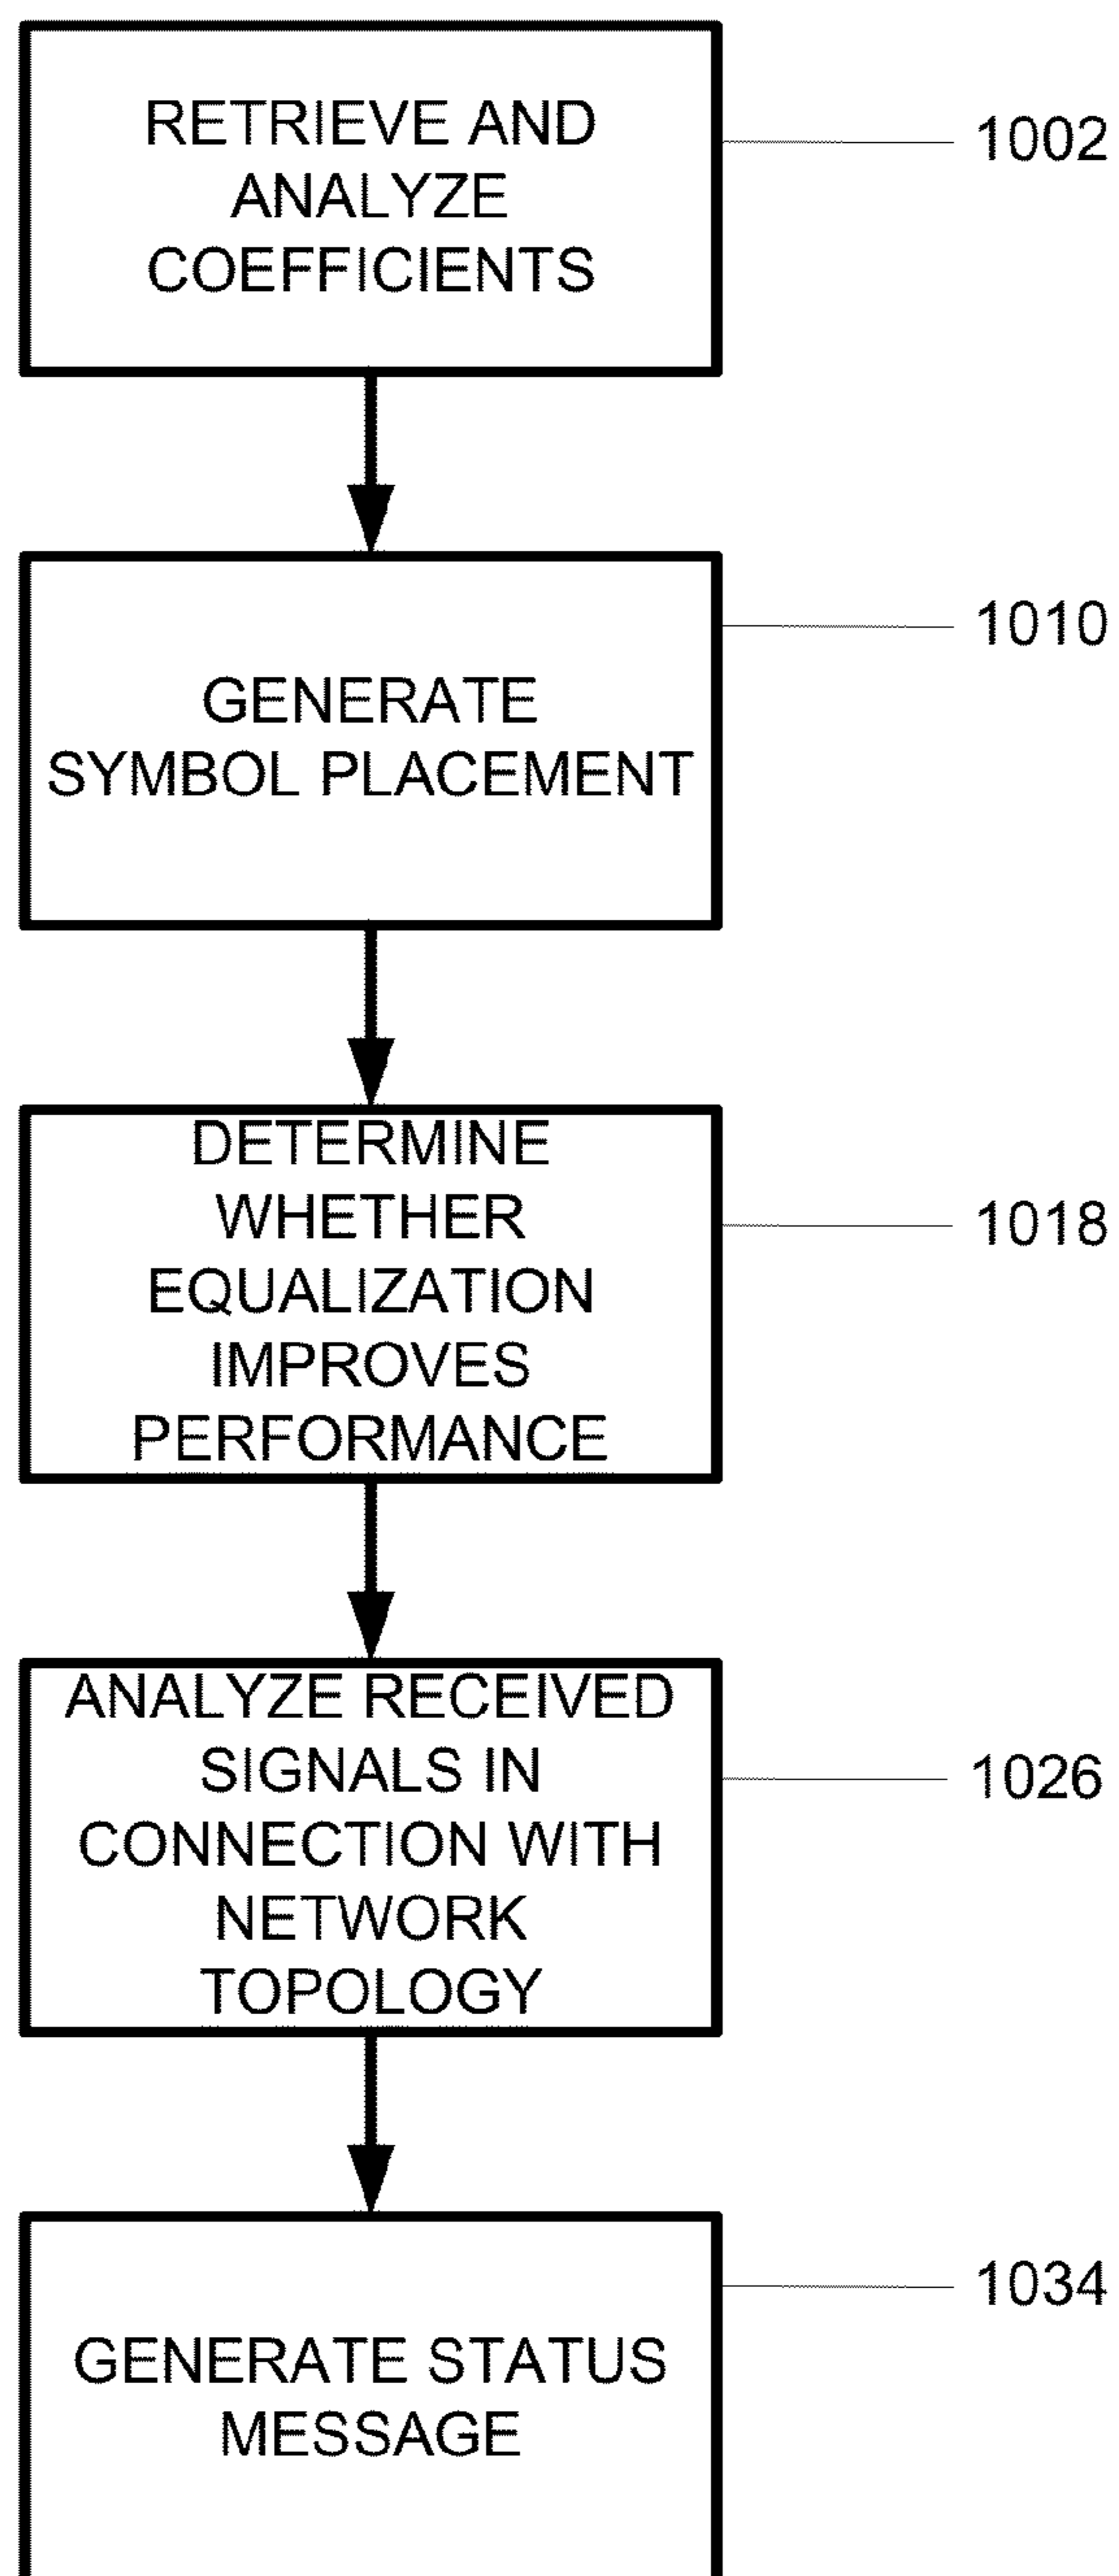 RETRIEVE AND
ANALYZE
COEFFICIENTS
1002
GENERATE
SYMBOL PLACEMENT
1010
DETERMINE
WHETHER
EQUALIZATION
IMPROVES
PERFORMANCE
1018
ANALYZE RECEIVED
SIGNALS IN
CONNECTION WITH
NETWORK
TOPOLOGY
1026
GENERATE STATUS
MESSAGE
1034